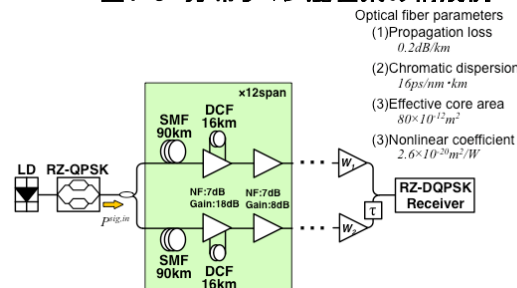 Optical fiber parameters
(1)Propagation loss
0.2dB/km
(2)Chromatic dispersion
16ps/nm・km
(3)Effective core area
80×10⁻¹²m²
(3)Nonlinear coefficient
2.6×10⁻²⁰m²/W
×12span
SMF
90km
DCF
16km
LD
RZ-QPSK
P^sig,in
NF:7dB
Gain:18dB
NF:7dB
Gain:8dB
W₁
W₂
τ
RZ-DQPSK
Receiver
SMF
90km
DCF
16km